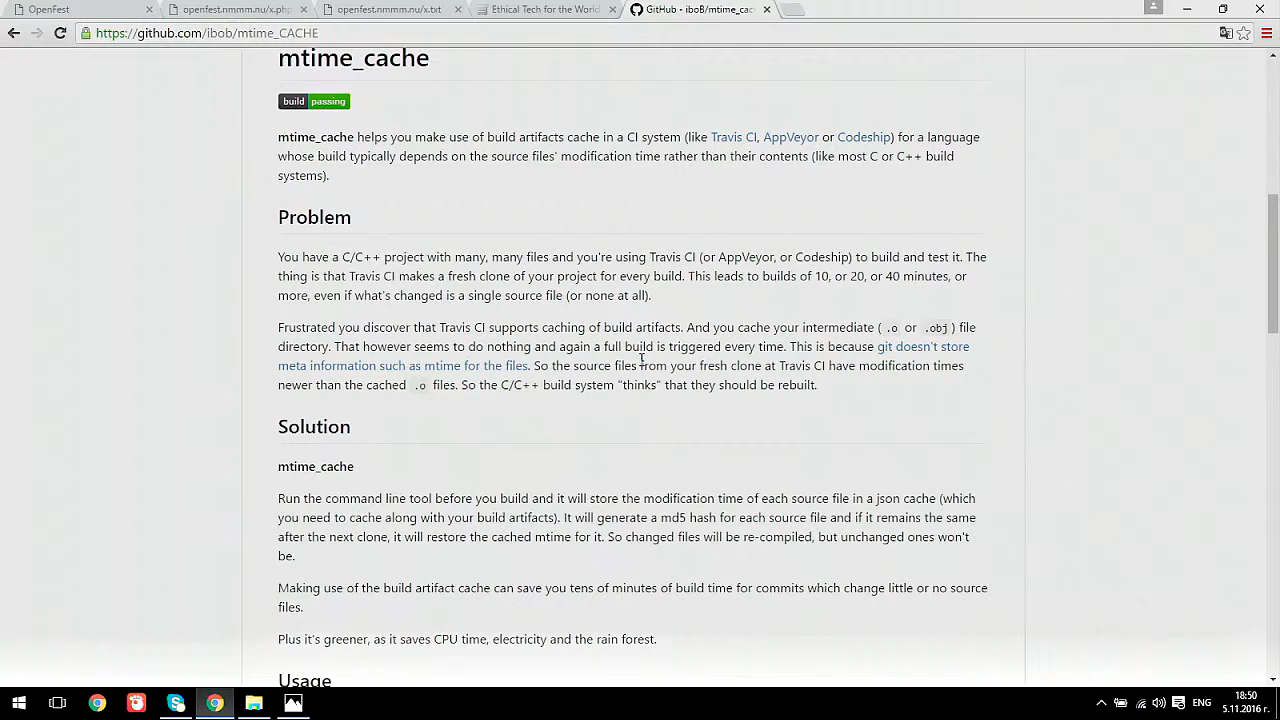 OpenFest
openfest.nmmm.nu/x.php
openfest.nmmm.nu/x.txt
Ethical Tech for the World
GitHub - iboB/mtime_cac
https://github.com/ibob/mtime_CACHE
mtime_cache
build passing
mtime_cache helps you make use of build artifacts cache in a CI system (like Travis CI, AppVeyor or Codeship) for a language
whose build typically depends on the source files' modification time rather than their contents (like most C or C++ build
systems).
Problem
You have a C/C++ project with many, many files and you're using Travis CI (or AppVeyor, or Codeship) to build and test it. The
thing is that Travis CI makes a fresh clone of your project for every build. This leads to builds of 10, or 20, or 40 minutes, or
more, even if what's changed is a single source file (or none at all).
Frustrated you discover that Travis CI supports caching of build artifacts. And you cache your intermediate ( .o or .obj ) file
directory. That however seems to do nothing and again a full build is triggered every time. This is because git doesn't store
meta information such as mtime for the files. So the source files from your fresh clone at Travis CI have modification times
newer than the cached .o files. So the C/C++ build system "thinks" that they should be rebuilt.
Solution
mtime_cache
Run the command line tool before you build and it will store the modification time of each source file in a json cache (which
you need to cache along with your build artifacts). It will generate a md5 hash for each source file and if it remains the same
after the next clone, it will restore the cached mtime for it. So changed files will be re-compiled, but unchanged ones won't
be.
Making use of the build artifact cache can save you tens of minutes of build time for commits which change little or no source
files.
Plus it's greener, as it saves CPU time, electricity and the rain forest.
Usage
ENG
18:50
5.11.2016 г.